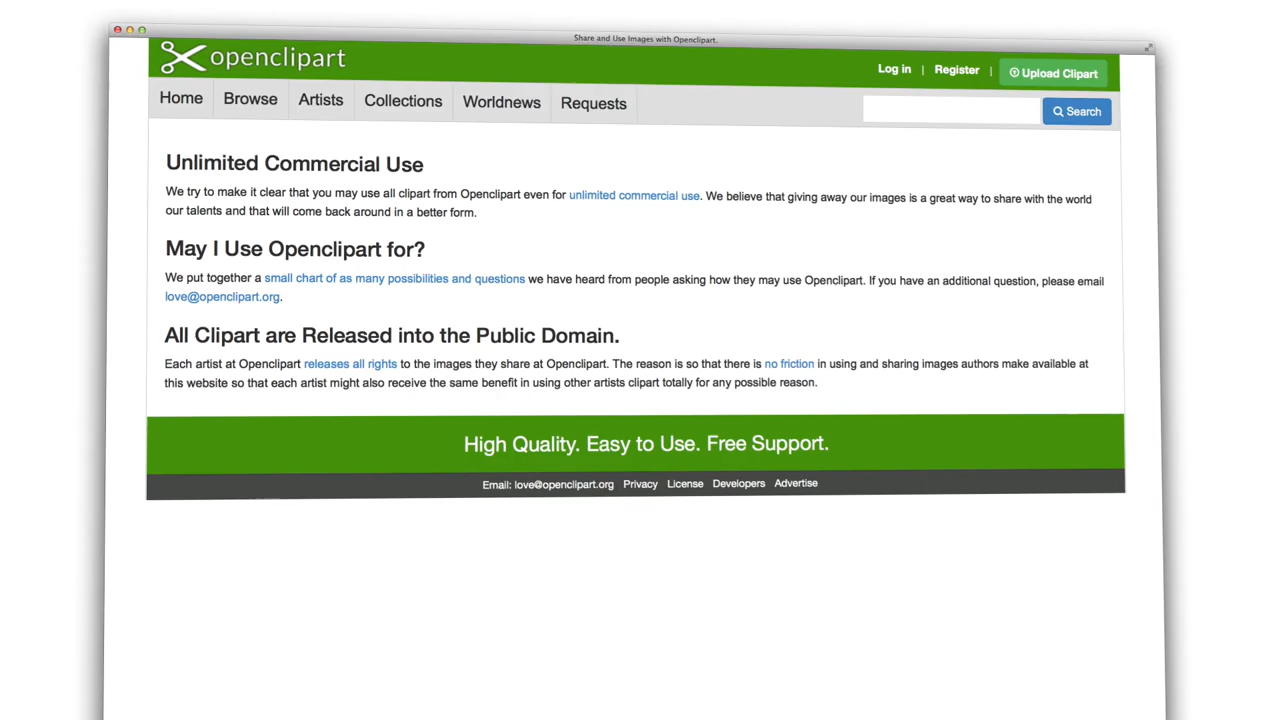 Share and Use Images with Openclipart.
openclipart
Log in | Register | Upload Clipart
Home Browse Artists Collections Worldnews Requests
Search
Unlimited Commercial Use
We try to make it clear that you may use all clipart from Openclipart even for unlimited commercial use. We believe that giving away our images is a great way to share with the world
our talents and that will come back around in a better form.
May I Use Openclipart for?
We put together a small chart of as many possibilities and questions we have heard from people asking how they may use Openclipart. If you have an additional question, please email
love@openclipart.org.
All Clipart are Released into the Public Domain.
Each artist at Openclipart releases all rights to the images they share at Openclipart. The reason is so that there is no friction in using and sharing images authors make available at
this website so that each artist might also receive the same benefit in using other artists clipart totally for any possible reason.
High Quality. Easy to Use. Free Support.
Email: love@openclipart.org Privacy License Developers Advertise